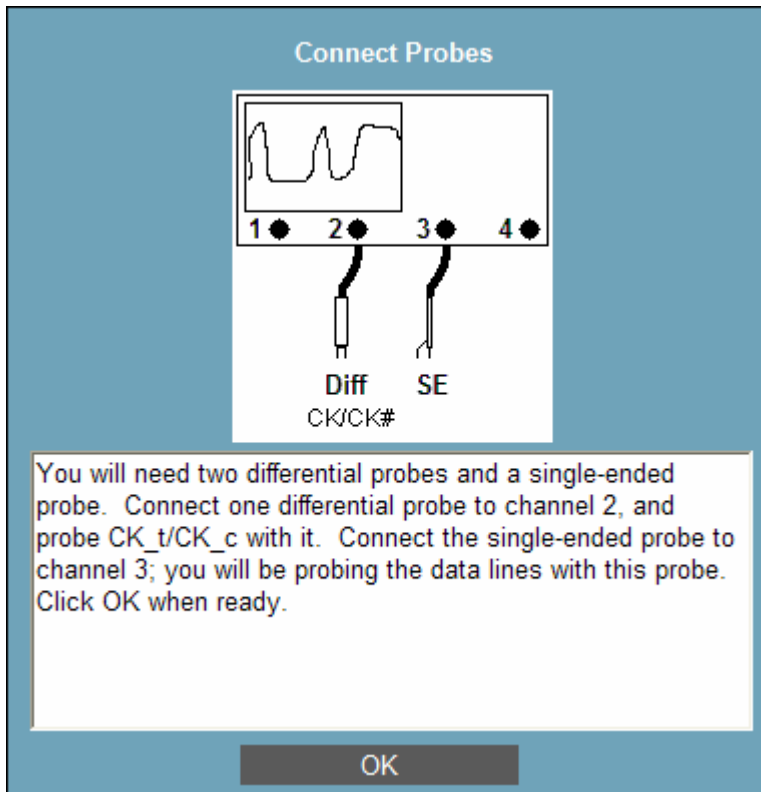 Connect Probes
1 2 3 4
Diff SE
CK/CK#
You will need two differential probes and a single-ended
probe.  Connect one differential probe to channel 2, and
probe CK_t/CK_c with it.  Connect the single-ended probe to
channel 3; you will be probing the data lines with this probe.
Click OK when ready.
OK